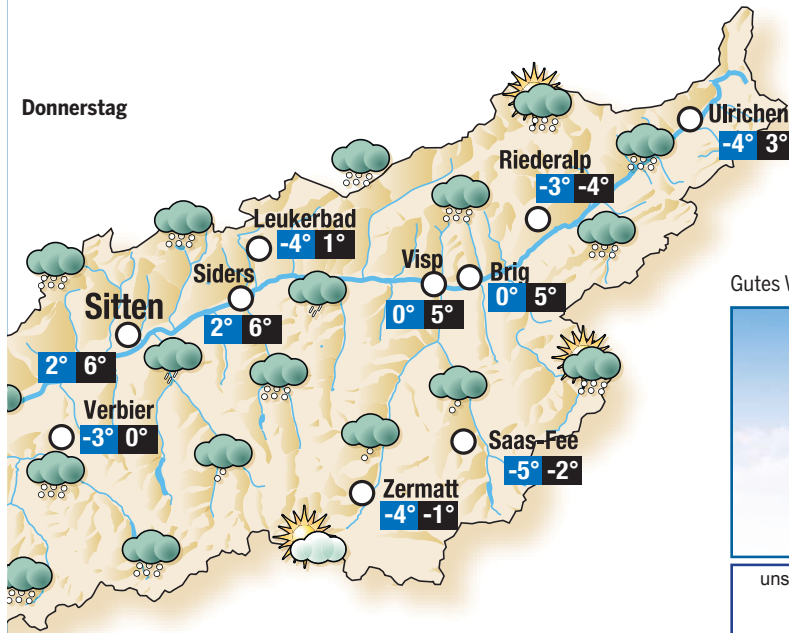 Donnerstag
Ulrichen
-4° 3°
Riederalp
-3° -4°
Leukerbad
-4° 1°
Visp
0° 5°
Brig
0° 5°
Siders
2° 6°
Sitten
2° 6°
Verbier
-3° 0°
Saas-Fee
-5° -2°
Zermatt
-4° -1°
Gutes
uns